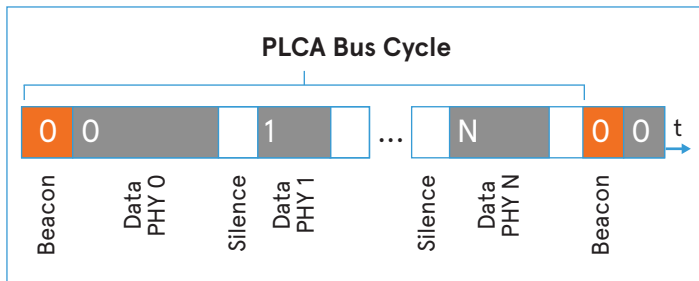 PLCA Bus Cycle
0 0 1 ... N 0 0 t
Beacon
Data
PHY 0
Silence
Data
PHY 1
Silence
Data
PHY N
Beacon